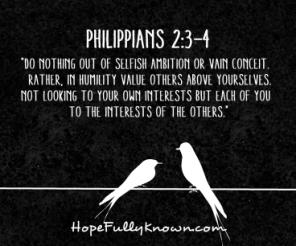 PHILIPPIANS 2:3-4
"DO NOTHING OUT OF SELFISH AMBITION OR VAIN CONCEIT.
RATHER, IN HUMILITY VALUE OTHERS ABOVE YOURSELVES.
NOT LOOKING TO YOUR OWN INTERESTS BUT EACH OF YOU
TO THE INTERESTS OF THE OTHERS."
HopeFullyKnown.com